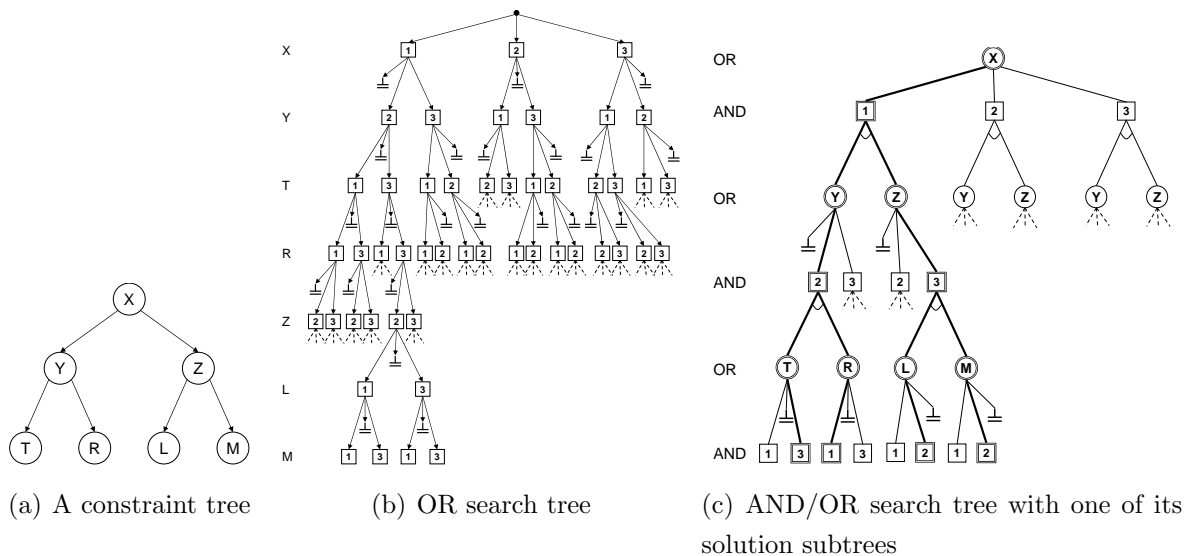 X
Y Z
T R L M
(a) A constraint tree
X 1 2 3
Y 2 3 1 3 1 2
T 1 3 1 2 2 3 1 2 2 3 1 3
R 1 3 1 3 1 2 1 2 1 2 1 2 2 3 2 3
Z 2 3 2 3 2 3
L 1 3
M 1 3 1 3
(b) OR search tree
OR X
AND 1 2 3
OR Y Z Y Z Y Z
AND 2 3 2 3
OR T R L M
AND 1 3 1 3 1 2 1 2
(c) AND/OR search tree with one of its
solution subtrees